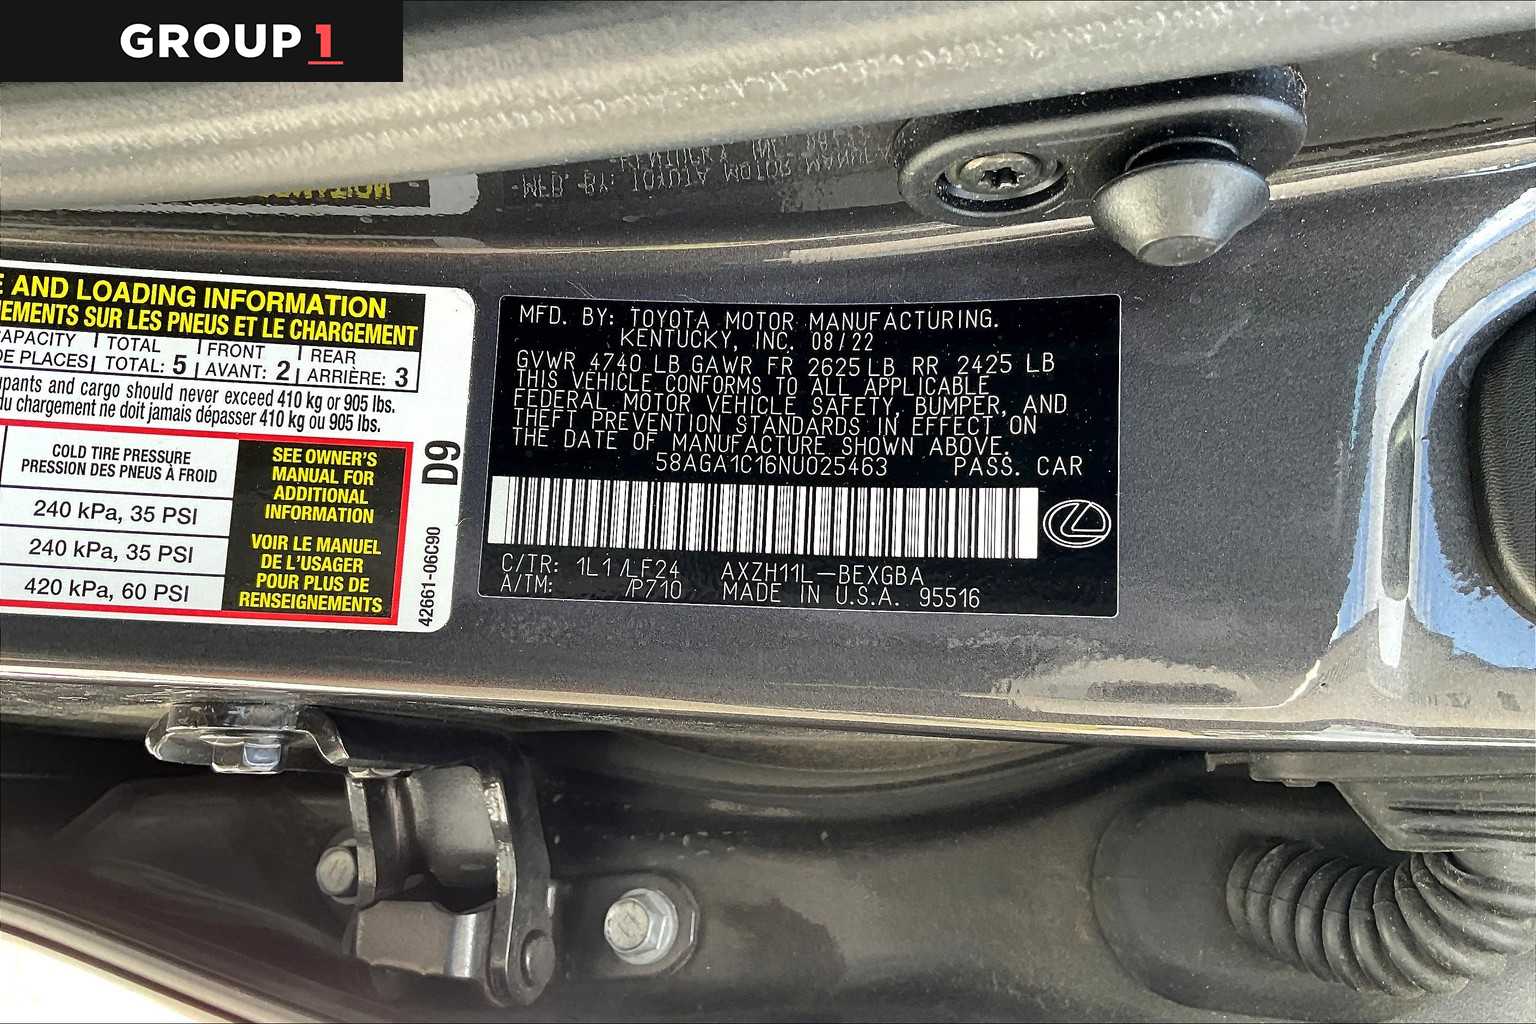 GROUP 1
MFD. BY: TOYOTA MOTOR MANUFACTURING.
KENTUCKY, INC. 08/22
GVWR 4740 LB GAWR FR 2625 LB RR 2425 LB
THIS VEHICLE CONFORMS TO ALL APPLICABLE
FEDERAL MOTOR VEHICLE SAFETY, BUMPER, AND
THEFT PREVENTION STANDARDS IN EFFECT ON
THE DATE OF MANUFACTURE SHOWN ABOVE.
58AGA1C16NU025463 PASS. CAR
C/TR: 1L1 /LF24 AXZH11L-BEXGBA
A/TM: /P710 MADE IN U.S.A. 95516
AND LOADING INFORMATION
SUR LES PNEUS ET LE CHARGEMENT
TOTAL FRONT REAR
DE PLACES TOTAL: 5 AVANT: 2 ARRIÈRE: 3
and cargo should never exceed 410 kg or 905 lbs.
du chargement ne doit jamais dépasser 410 kg ou 905 lbs.
COLD TIRE PRESSURE
PRESSION DES PNEUS À FROID
240 kPa, 35 PSI
240 kPa, 35 PSI
420 kPa, 60 PSI
SEE OWNER'S
MANUAL FOR
ADDITIONAL
INFORMATION
VOIR LE MANUEL
DE L'USAGER
POUR PLUS DE
RENSEIGNEMENTS
D9
42661-06C90